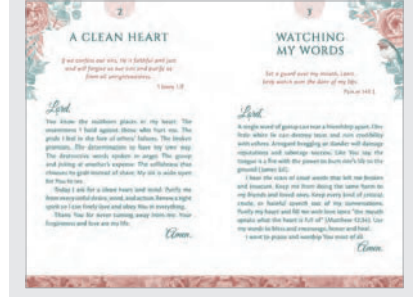 2
A CLEAN HEART
If we confess our sins, He is faithful and just
and will forgive us our sins and purify us
from all unrighteousness.
1 John 1:9
Lord,
You know the stubborn places in my heart. The
resentment I hold against those who hurt me. The
pride I feel in the face of others' failures. The broken
promises. The determination to have my own way.
The destructive words spoken in anger. The gossip
and joking at another's expense. The selfishness that
chooses to grab instead of share. My sin is wide open
for You to see.
Today I ask for a clean heart and mind. Purify me
from every sinful desire, word, and action. Renew a right
spirit so I can freely love and obey You in everything.
Thank You for never turning away from me. Your
forgiveness and love are my life.
Amen.
3
WATCHING
MY WORDS
Set a guard over my mouth, Lord;
keep watch over the door of my lips.
Psalm 141:3
Lord,
A single word of gossip can tear a friendship apart. One
white lie can destroy trust and ruin credibility
with others. Arrogant bragging or slander will damage
reputations and sabotage success. Like You say, the
tongue is a fire with the power to burn one's life to the
ground (James 3:6).
I bear the scars of cruel words that left me broken
and insecure. Keep me from doing the same harm to
my friends and loved ones. Keep every kind of critical,
crude, or hateful speech out of my conversations.
Purify my heart and fill me with love since "the mouth
speaks what the heart is full of" (Matthew 12:34). Use
my words to bless and encourage, honor and heal.
I want to praise and worship You most of all.
Amen.